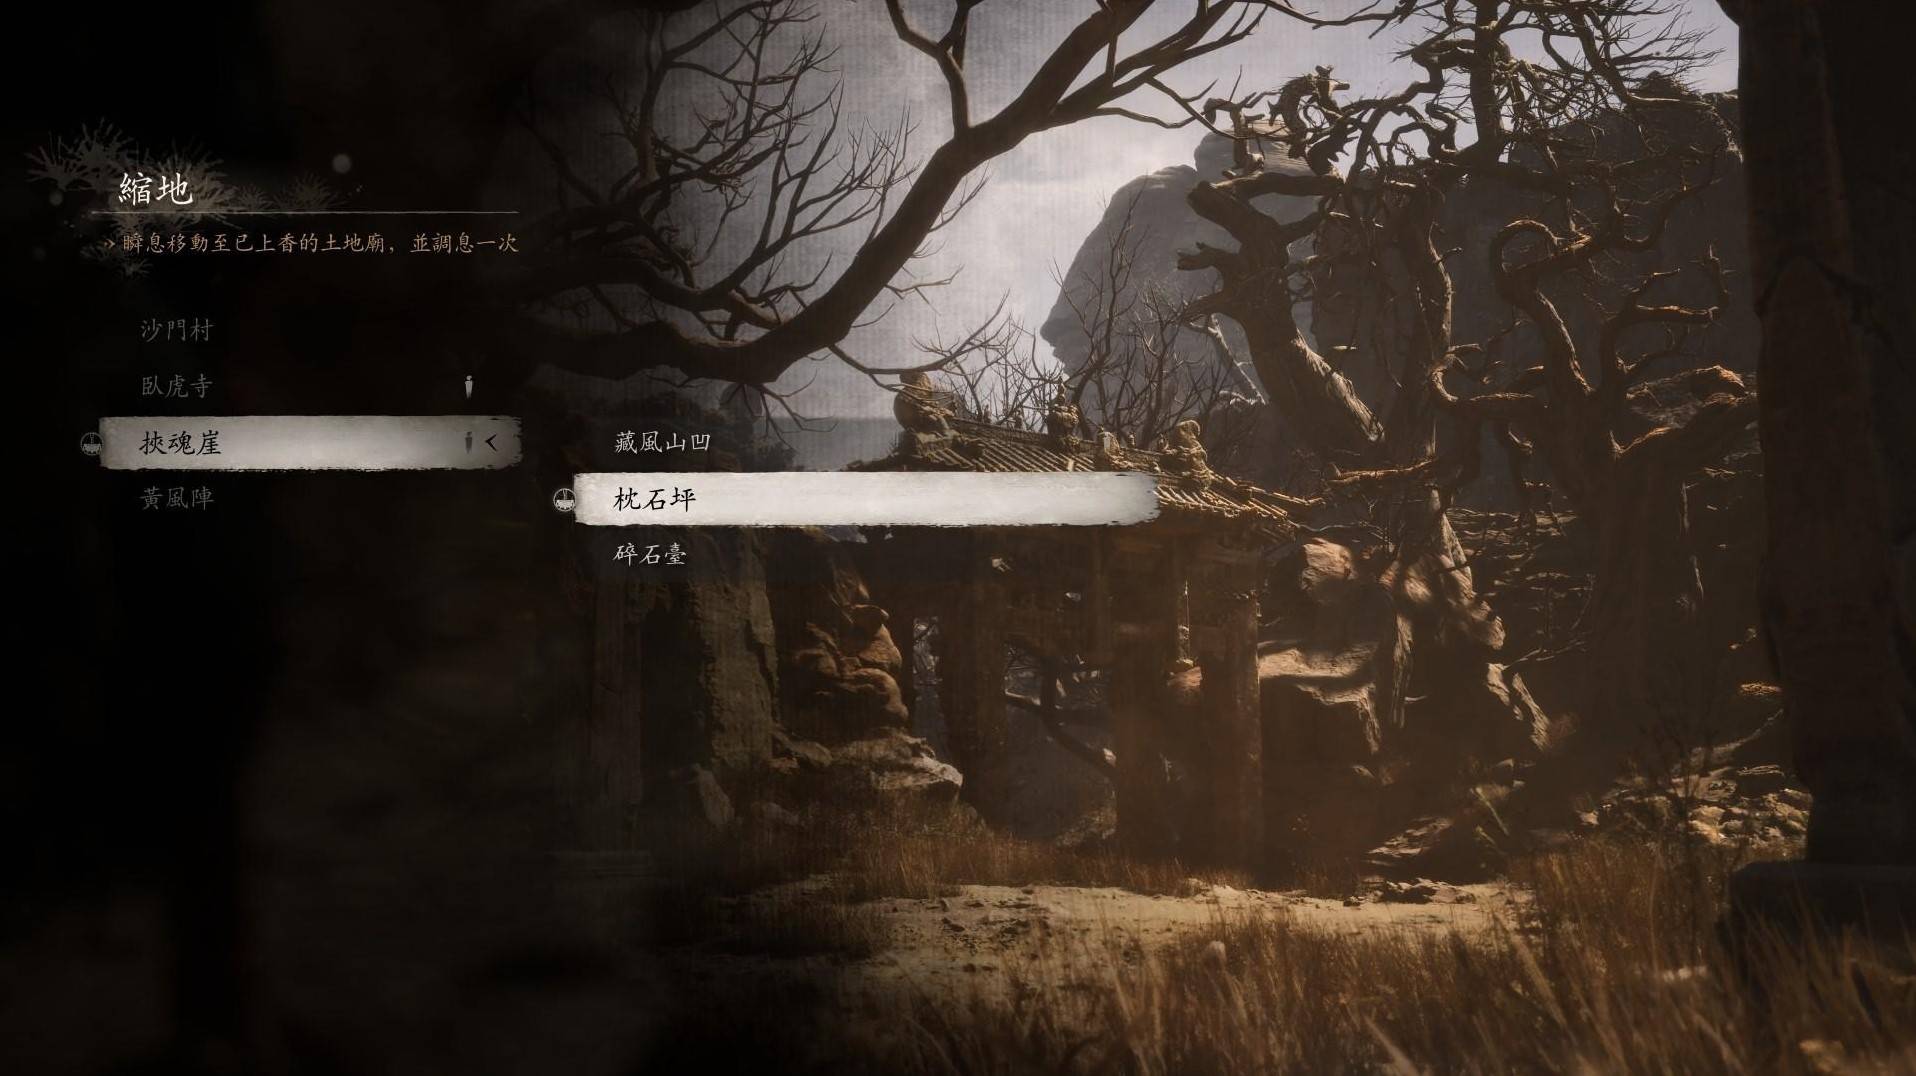 縮地
瞬息移動至已上香的土地廟，並調息一次
沙門村
臥虎寺
挾魂崖
黃風陣
藏風山凹
枕石坪
碎石臺